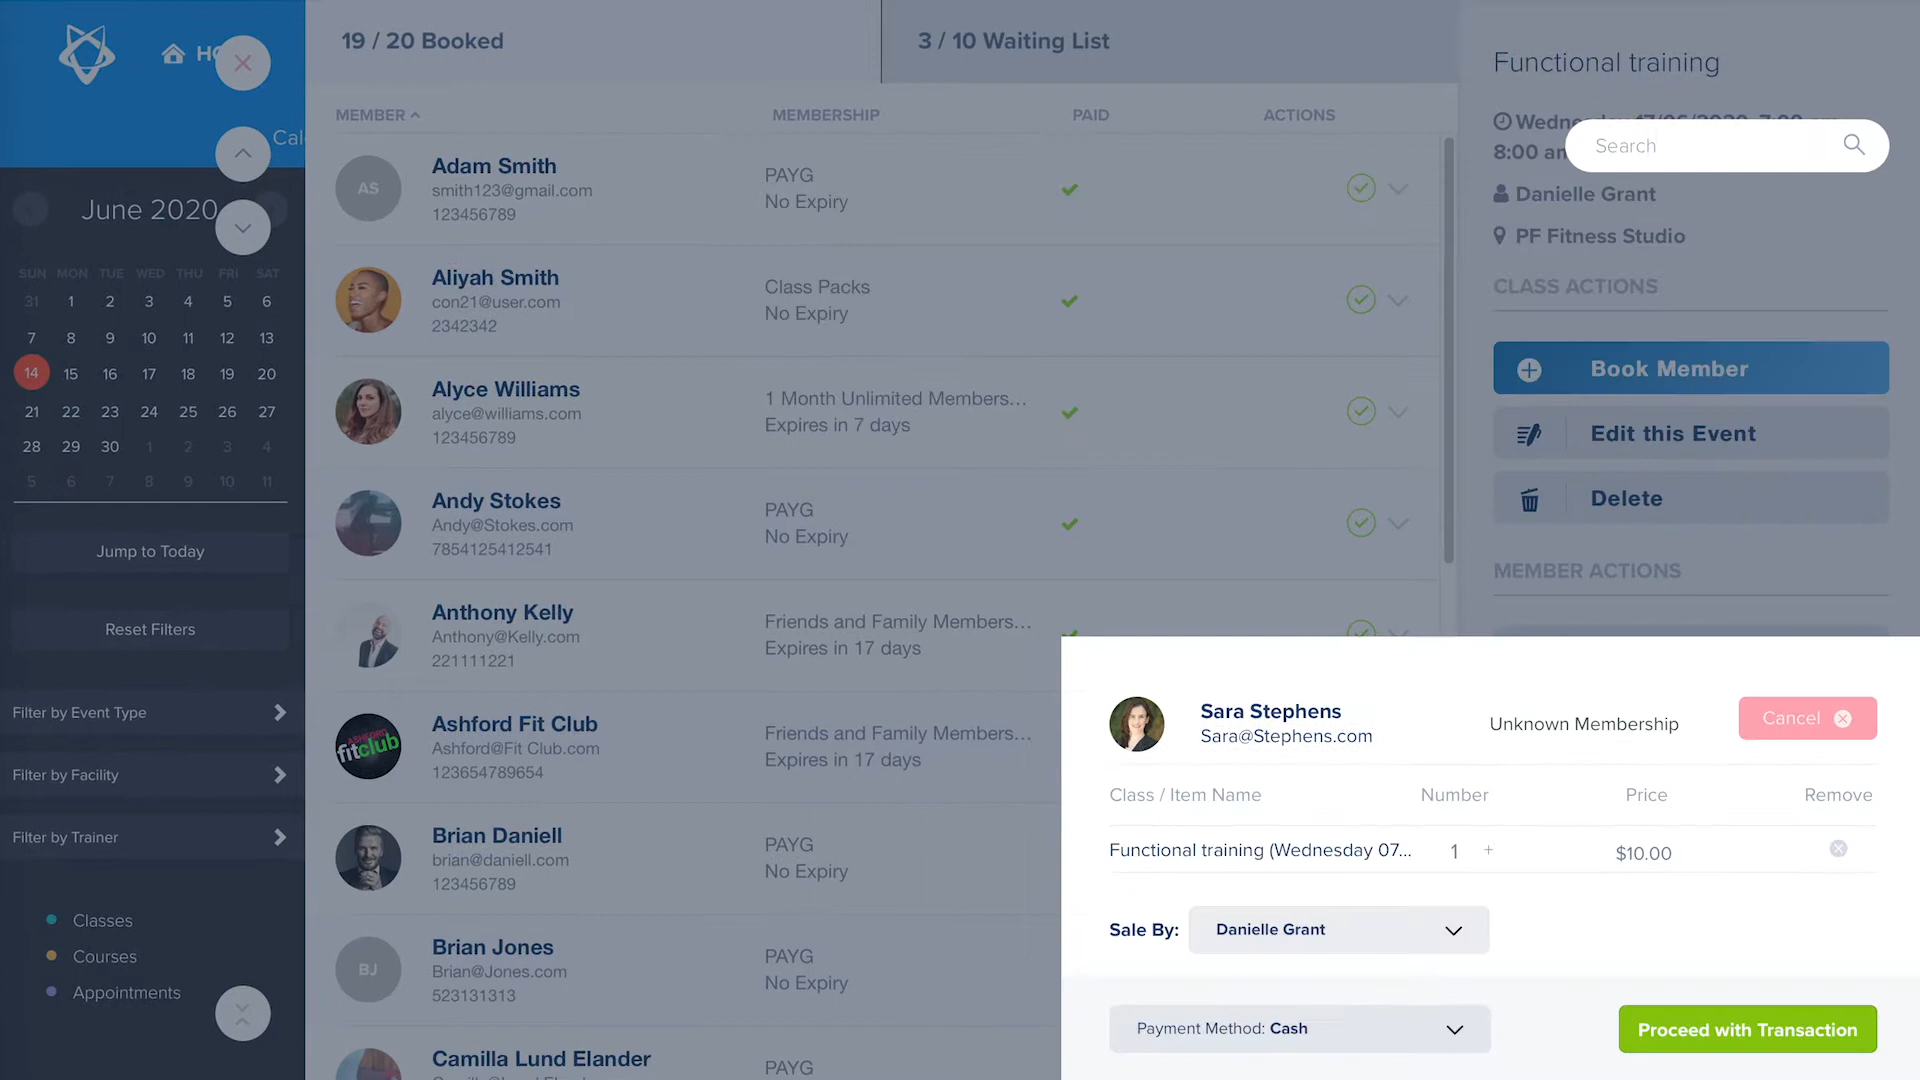 June 2020
SUN MON TUE WED THU FRI SAT
31 1 2 3 4 5 6
7 8 9 10 11 12 13
14 15 16 17 18 19 20
21 22 23 24 25 26 27
28 29 30 1 2 3 4
5 6 7 8 9 10 11
Jump to Today
Reset Filters
Filter by Event Type
Filter by Facility
Filter by Trainer
Classes
Courses
Appointments
19 / 20 Booked
3 / 10 Waiting List
MEMBER MEMBERSHIP PAID ACTIONS
AS
Adam Smith
smith123@gmail.com
123456789
PAYG
No Expiry
Aliyah Smith
con21@user.com
2342342
Class Packs
No Expiry
Alyce Williams
alyce@williams.com
123456789
1 Month Unlimited Members...
Expires in 7 days
Andy Stokes
Andy@Stokes.com
7854125412541
PAYG
No Expiry
Anthony Kelly
Anthony@Kelly.com
221111221
Friends and Family Members...
Expires in 17 days
ASHFORD
fitclub
Ashford Fit Club
Ashford@Fit Club.com
123654789654
Friends and Family Members...
Expires in 17 days
Brian Daniell
brian@daniell.com
123456789
PAYG
No Expiry
BJ
Brian Jones
Brian@Jones.com
523131313
PAYG
No Expiry
Camilla Lund Elander
PAYG
Functional training
8:00 am
Search
Danielle Grant
PF Fitness Studio
CLASS ACTIONS
Book Member
Edit this Event
Delete
MEMBER ACTIONS
Sara Stephens
Sara@Stephens.com
Unknown Membership
Cancel
Class / Item Name Number Price Remove
Functional training (Wednesday 07... 1 + $10.00
Sale By: Danielle Grant
Payment Method: Cash
Proceed with Transaction